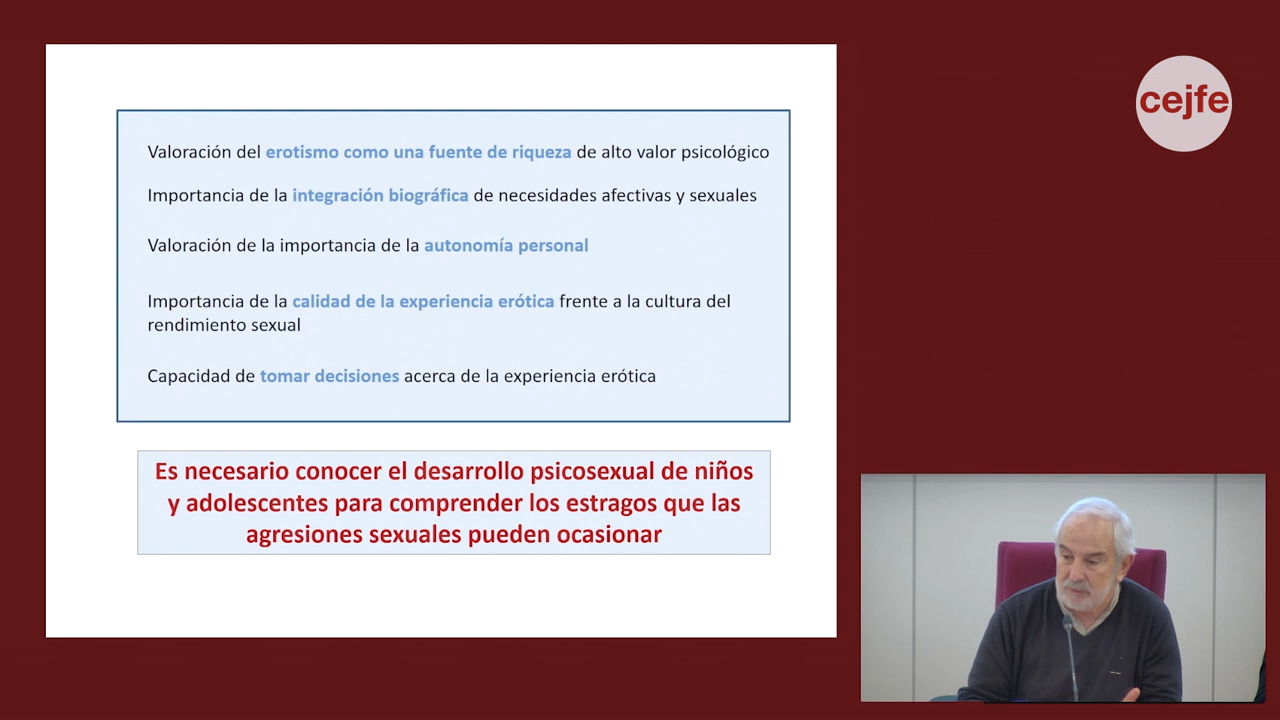 cejfe
Valoración del erotismo como una fuente de riqueza de alto valor psicológico
Importancia de la integración biográfica de necesidades afectivas y sexuales
Valoración de la importancia de la autonomía personal
Importancia de la calidad de la experiencia erótica frente a la cultura del
rendimiento sexual
Capacidad de tomar decisiones acerca de la experiencia erótica
Es necesario conocer el desarrollo psicosexual de niños
y adolescentes para comprender los estragos que las
agresiones sexuales pueden ocasionar